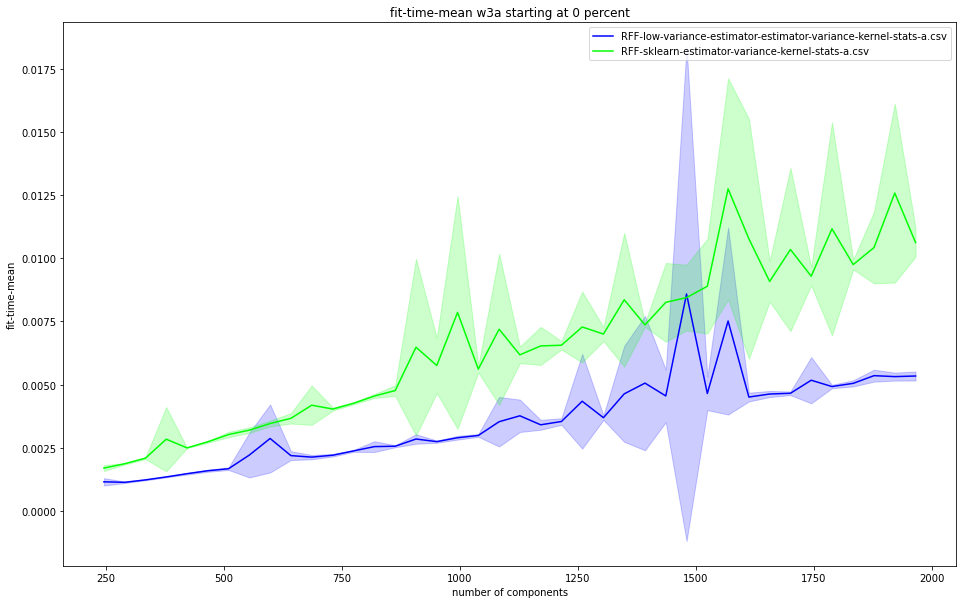 fit-time-mean w3a starting at 0 percent
RFF-low-variance-estimator-estimator-variance-kernel-stats-a.csv
RFF-sklearn-estimator-variance-kernel-stats-a.csv
0.0175
0.0150
0.0125
0.0100
0.0075
0.0050
0.0025
0.0000
fit-time-mean
250 500 750 1000 1250 1500 1750 2000
number of components